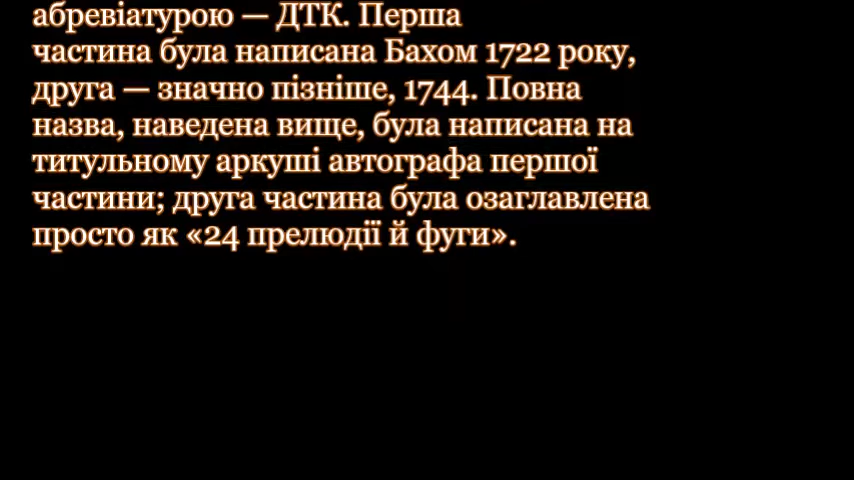 абревіатурою — ДТК. Перша
частина була написана Бахом 1722 року,
друга — значно пізніше, 1744. Повна
назва, наведена вище, була написана на
титульному аркуші автографа першої
частини; друга частина була озаглавлена
просто як «24 прелюдії й фуги».